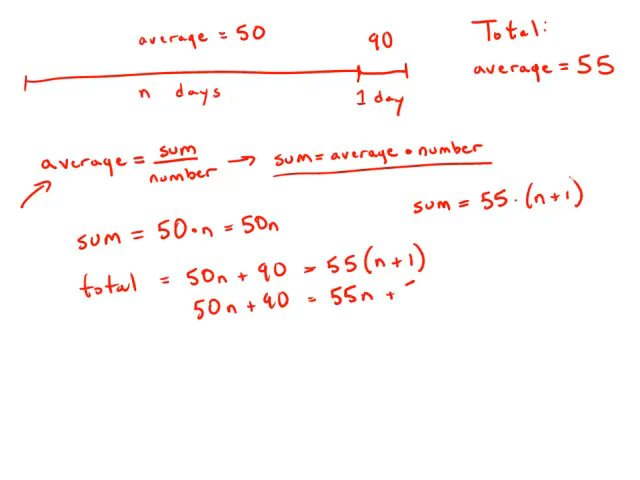 average = 50
90
Total:
average = 55
n days
1 day
average = sum/number → sum = average • number
sum = 50 • n = 50n
sum = 55 • (n+1)
total = 50n + 90 = 55(n+1)
50n + 90 = 55n +